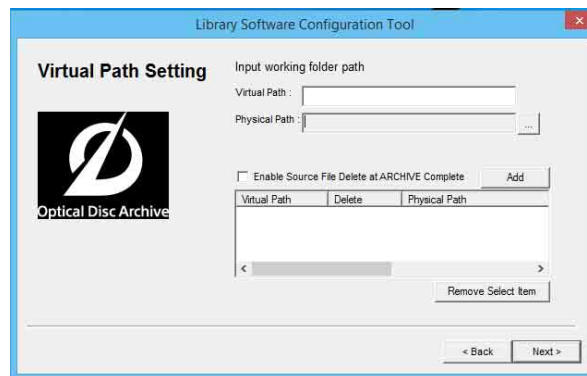 Library Software Configuration Tool
Virtual Path Setting
Input working folder path
Virtual Path :
Physical Path :
...
Enable Source File Delete at ARCHIVE Complete
Add
Optical Disc Archive
Virtual Path Delete Physical Path
Remove Select Item
< Back Next >